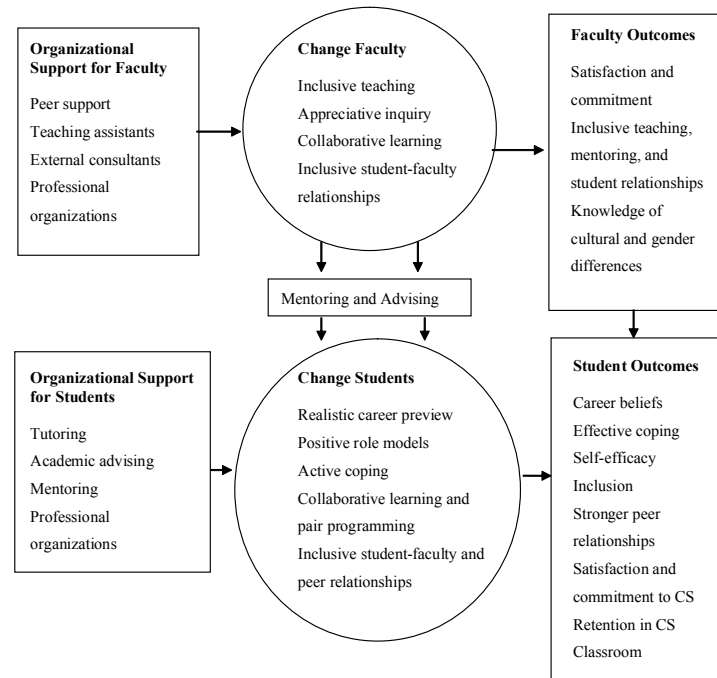 Organizational
Support for Faculty
Peer support
Teaching assistants
External consultants
Professional
organizations
Change Faculty
Inclusive teaching
Appreciative inquiry
Collaborative learning
Inclusive student-faculty
relationships
Faculty Outcomes
Satisfaction and
commitment
Inclusive teaching,
mentoring, and
student relationships
Knowledge of
cultural and gender
differences
Mentoring and Advising
Organizational Support
for Students
Tutoring
Academic advising
Mentoring
Professional
organizations
Change Students
Realistic career preview
Positive role models
Active coping
Collaborative learning and
pair programming
Inclusive student-faculty and
peer relationships
Student Outcomes
Career beliefs
Effective coping
Self-efficacy
Inclusion
Stronger peer
relationships
Satisfaction and
commitment to CS
Retention in CS
Classroom